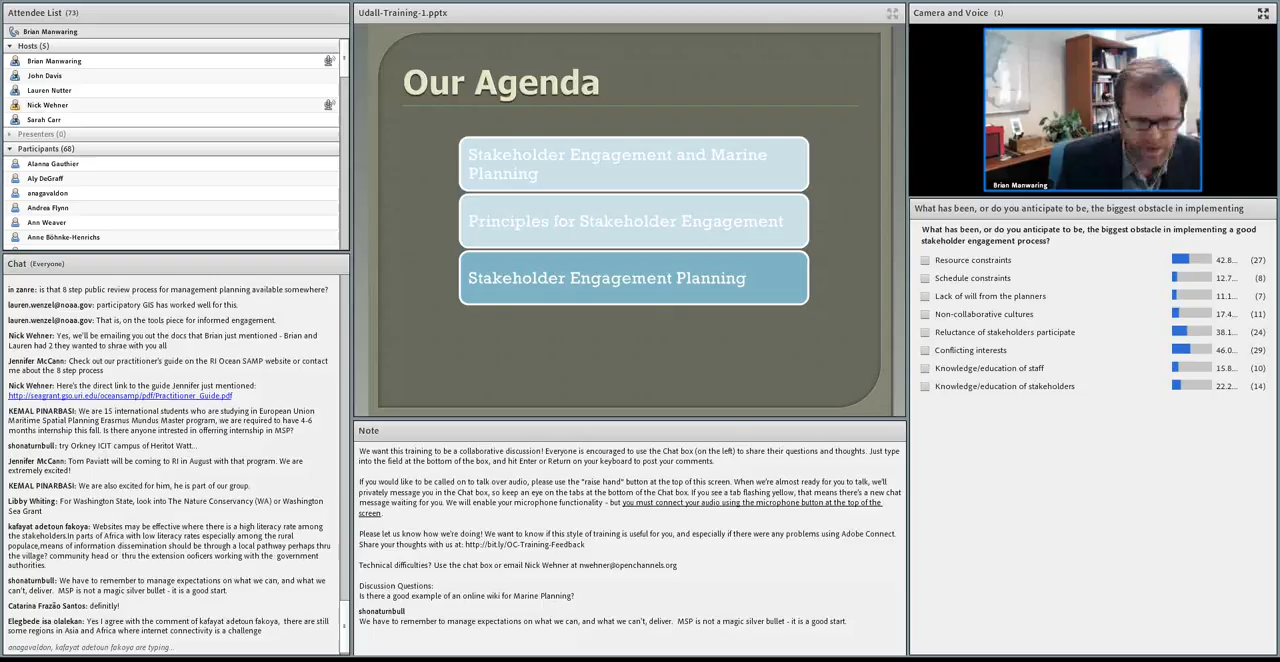 Attendee List (73)
Brian Manwaring
Hosts (5)
Brian Manwaring
John Davis
Lauren Nutter
Nick Wehner
Sarah Carr
Presenters (0)
Participants (68)
Alanna Gauthier
Aly DeGraff
anagavaldon
Andrea Flynn
Ann Weaver
Anne Böhnke-Henrichs
Chat (Everyone)
in zanre: is that 8 step public review process for management planning available somewhere?
lauren.wenzel@noaa.gov: participatory GIS has worked well for this.
lauren.wenzel@noaa.gov: That is, on the tools piece for informed engagement.
Nick Wehner: Yes, we'll be emailing you out the docs that Brian just mentioned - Brian and
Lauren had 2 they wanted to shrae with you all
Jennifer McCann: Check out our practitioner's guide on the RI Ocean SAMP website or contact
me about the 8 step process
Nick Wehner: Here's the direct link to the guide Jennifer just mentioned:
http://seagrant.gso.uri.edu/oceansamp/pdf/Practitioner_Guide.pdf
KEMAL PINARBASI: We are 15 international students who are studying in European Union
Maritime Spatial Planning Erasmus Mundus Master program, we are required to have 4-6
months internship this fall. Is there anyone intrested in offering internship in MSP?
shonaturnbull: try Orkney ICIT campus of Heritot Watt...
Jennifer McCann: Tom Paviatt will be coming to RI in August with that program. We are
extremely excited!
KEMAL PINARBASI: We are also excited for him, he is part of our group.
Libby Whiting: For Washington State, look into The Nature Conservancy (WA) or Washington
Sea Grant
kafayat adetoun fakoya: Websites may be effective where there is a high literacy rate among
the stakeholders.In parts of Africa with low literacy rates especially among the rural
populace,means of information dissemination should be through a local pathway perhaps thru
the village? community head or  thru the extension ooficers working with the  government
authorities.
shonaturnbull: We have to remember to manage expectations on what we can, and what we
can't, deliver.  MSP is not a magic silver bullet - it is a good start.
Catarina Frazão Santos: definitly!
Elegbede isa olalekan: Yes I agree with the comment of kafayat adetoun fakoya,  there are still
some regions in Asia and Africa where internet connectivity is a challenge
anagavaldon, kafayat adetoun fakoya are typing...
Udall-Training-1.pptx
Our Agenda
Stakeholder Engagement and Marine
Planning
Principles for Stakeholder Engagement
Stakeholder Engagement Planning
Note
We want this training to be a collaborative discussion! Everyone is encouraged to use the Chat box (on the left) to share their questions and thoughts. Just type
into the field at the bottom of the box, and hit Enter or Return on your keyboard to post your comments.
If you would like to be called on to talk over audio, please use the "raise hand" button at the top of this screen. When we're almost ready for you to talk, we'll
privately message you in the Chat box, so keep an eye on the tabs at the bottom of the Chat box. If you see a tab flashing yellow, that means there's a new chat
message waiting for you. We will enable your microphone functionality - but you must connect your audio using the microphone button at the top of the
screen.
Please let us know how we're doing! We want to know if this style of training is useful for you, and especially if there were any problems using Adobe Connect.
Share your thoughts with us at: http://bit.ly/OC-Training-Feedback
Technical difficulties? Use the chat box or email Nick Wehner at nwehner@openchannels.org
Discussion Questions:
Is there a good example of an online wiki for Marine Planning?
shonaturnbull
We have to remember to manage expectations on what we can, and what we can't, deliver.  MSP is not a magic silver bullet - it is a good start.
Camera and Voice (1)
Brian Manwaring
What has been, or do you anticipate to be, the biggest obstacle in implementing
What has been, or do you anticipate to be, the biggest obstacle in implementing a good
stakeholder engagement process?
Resource constraints 42.8... (27)
Schedule constraints 12.7... (8)
Lack of will from the planners 11.1... (7)
Non-collaborative cultures 17.4... (11)
Reluctance of stakeholders participate 38.1... (24)
Conflicting interests 46.0... (29)
Knowledge/education of staff 15.8... (10)
Knowledge/education of stakeholders 22.2... (14)